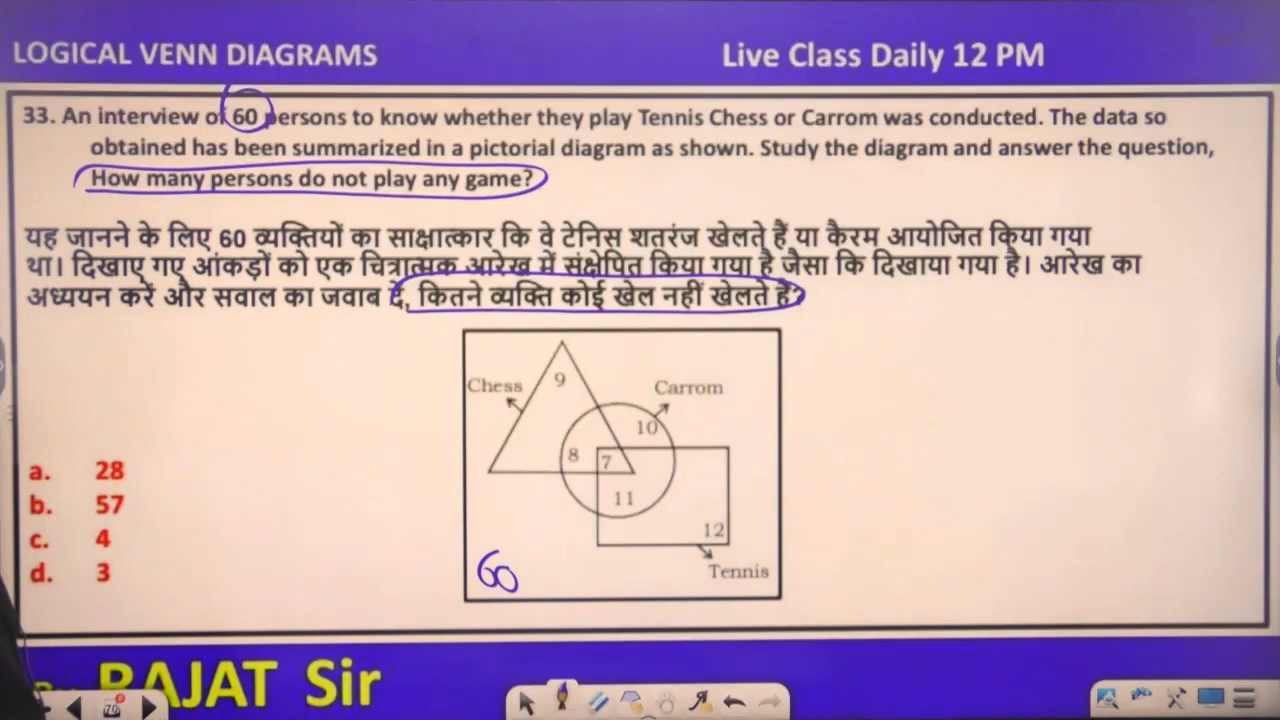 LOGICAL VENN DIAGRAMS
Live Class Daily 12 PM
33. An interview of 60 persons to know whether they play Tennis Chess or Carrom was conducted. The data so
obtained has been summarized in a pictorial diagram as shown. Study the diagram and answer the question,
How many persons do not play any game?
यह जानने के लिए 60 व्यक्तियों का साक्षात्कार कि वे टेनिस शतरंज खेलते हैं या कैरम आयोजित किया गया
था। दिखाए गए आंकड़ों को एक चित्रात्मक आरेख में संक्षेपित किया गया है जैसा कि दिखाया गया है। आरेख का
अध्ययन करें और सवाल का जवाब दें, कितने व्यक्ति कोई खेल नहीं खेलते हैं?
9
Chess
Carrom
10
8
7
11
12
Tennis
60
a. 28
b. 57
c. 4
d. 3
RAJAT Sir
70